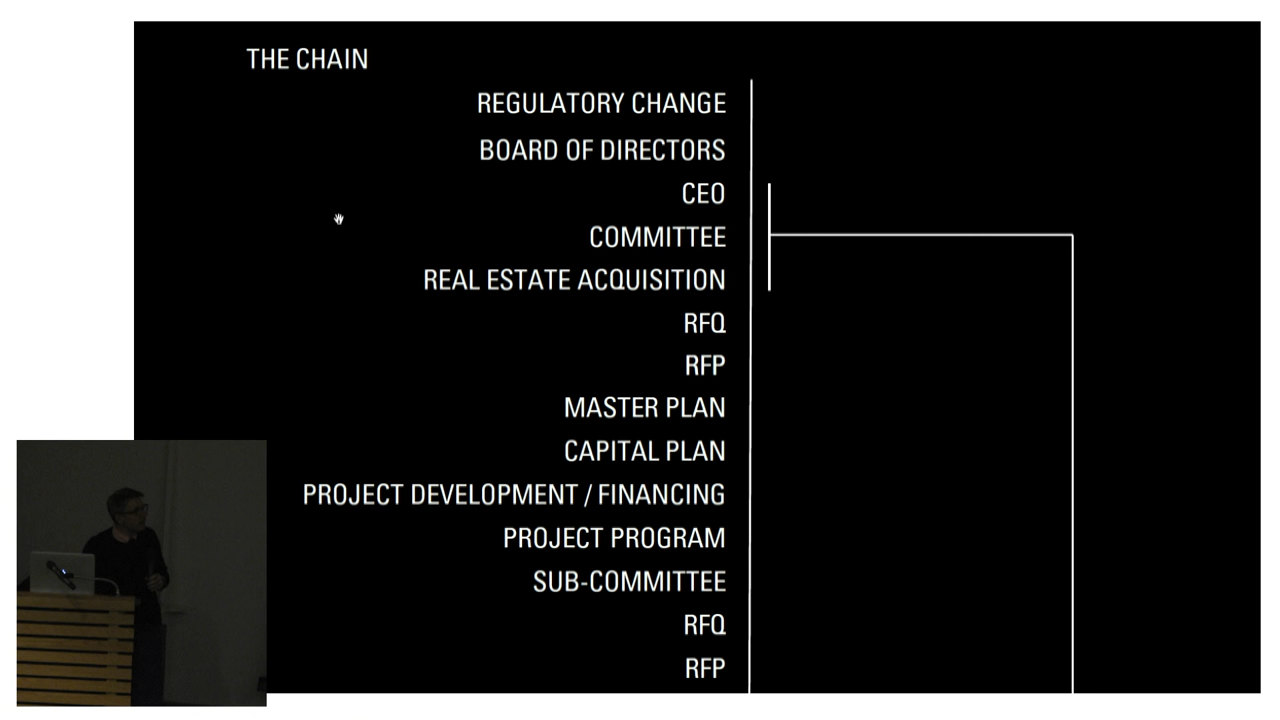 THE CHAIN
REGULATORY CHANGE
BOARD OF DIRECTORS
CEO
COMMITTEE
REAL ESTATE ACQUISITION
RFQ
RFP
MASTER PLAN
CAPITAL PLAN
PROJECT DEVELOPMENT / FINANCING
PROJECT PROGRAM
SUB-COMMITTEE
RFQ
RFP